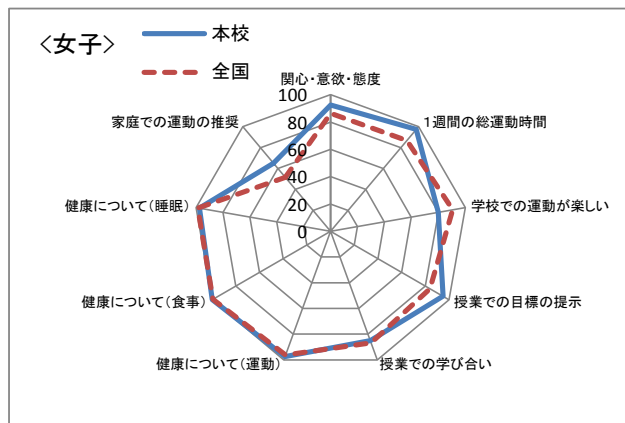 <女子>
本校
全国
関心・意欲・態度
1週間の総運動時間
学校での運動が楽しい
授業での目標の提示
授業での学び合い
健康について(運動)
健康について(食事)
健康について(睡眠)
家庭での運動の推奨
100
80
60
40
20
0